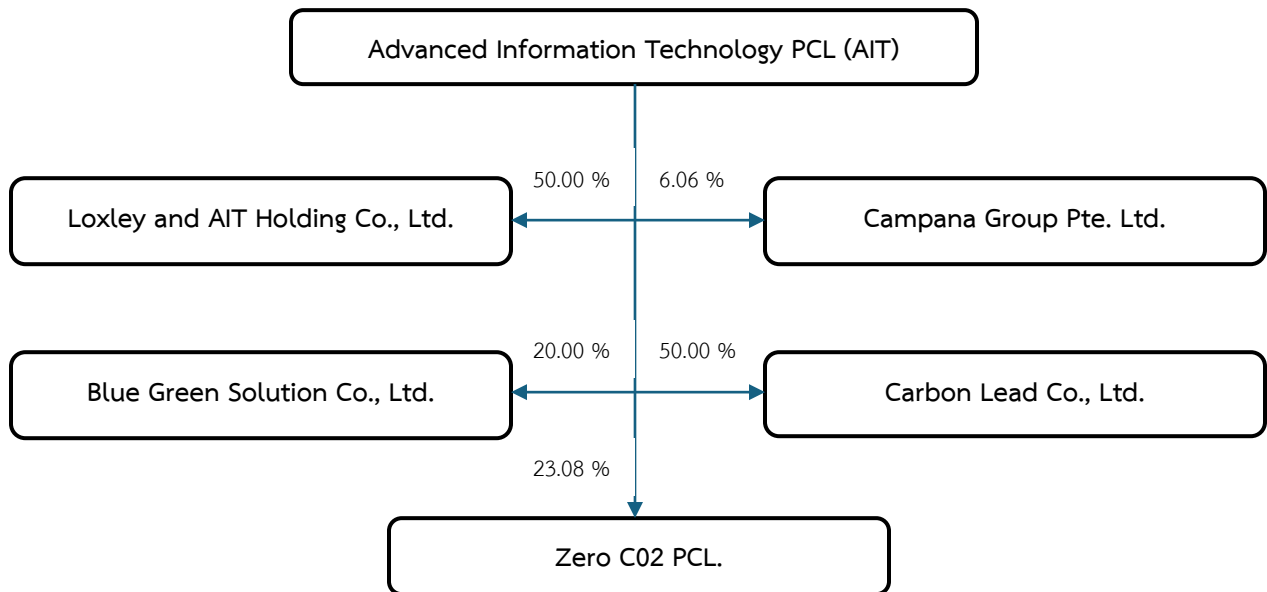 Advanced Information Technology PCL (AIT)
50.00 %
6.06 %
Loxley and AIT Holding Co., Ltd.
Campana Group Pte. Ltd.
20.00 %
50.00 %
Blue Green Solution Co., Ltd.
Carbon Lead Co., Ltd.
23.08 %
Zero C02 PCL.